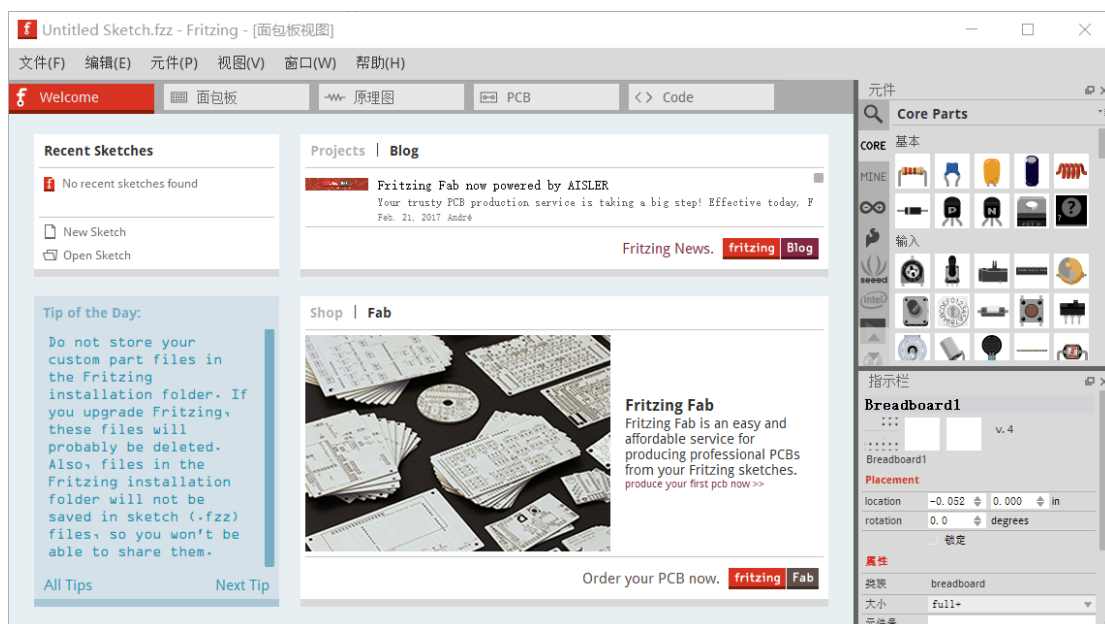 Untitled Sketch.fzz - Fritzing - [面包板视图]
文件(F) 编辑(E) 元件(P) 视图(V) 窗口(W) 帮助(H)
Welcome 面包板 原理图 PCB Code
Recent Sketches
No recent sketches found
New Sketch
Open Sketch
Projects Blog
Fritzing Fab now powered by AISLER
Your trusty PCB production service is taking a big step! Effective today, F
Feb. 21, 2017 André
Fritzing News. fritzing Blog
Tip of the Day:
Do not store your
custom part files in
the Fritzing
installation folder. If
you upgrade Fritzing,
these files will
probably be deleted.
Also, files in the
Fritzing installation
folder will not be
saved in sketch (.fzz)
files, so you won't be
able to share them.
All Tips Next Tip
Shop Fab
Fritzing Fab
Fritzing Fab is an easy and
affordable service for
producing professional PCBs
from your Fritzing sketches.
produce your first pcb now >>
Order your PCB now. fritzing Fab
元件
Core Parts
CORE 基本
MINE
P N ?
输入
seeed
intel
指示栏
Breadboard1
v. 4
Breadboard1
Placement
location -0.052 0.000 in
rotation 0.0 degrees
锁定
属性
类族 breadboard
大小 full+
元件号